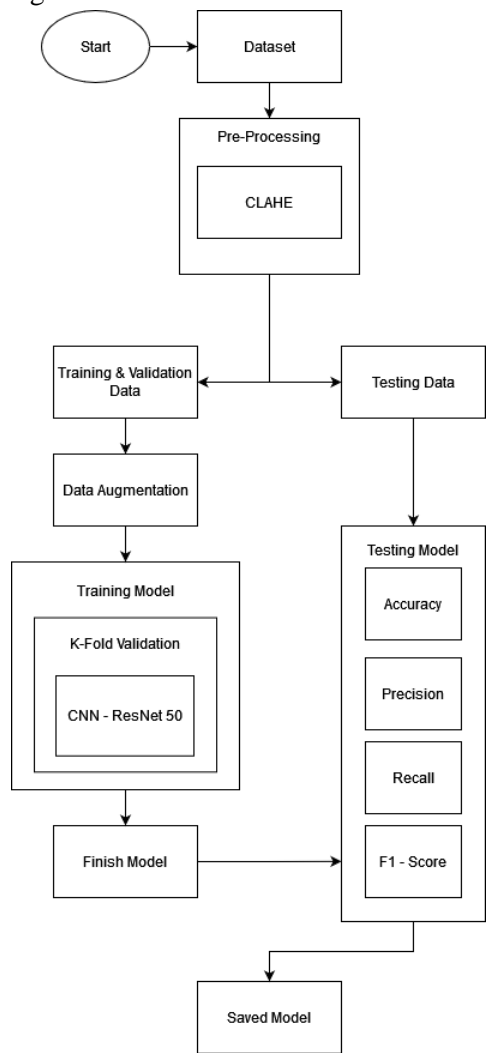 Start
Dataset
Pre-Processing
CLAHE
Training & Validation
Data
Testing Data
Data Augmentation
Training Model
K-Fold Validation
CNN - ResNet 50
Finish Model
Testing Model
Accuracy
Precision
Recall
F1 - Score
Saved Model